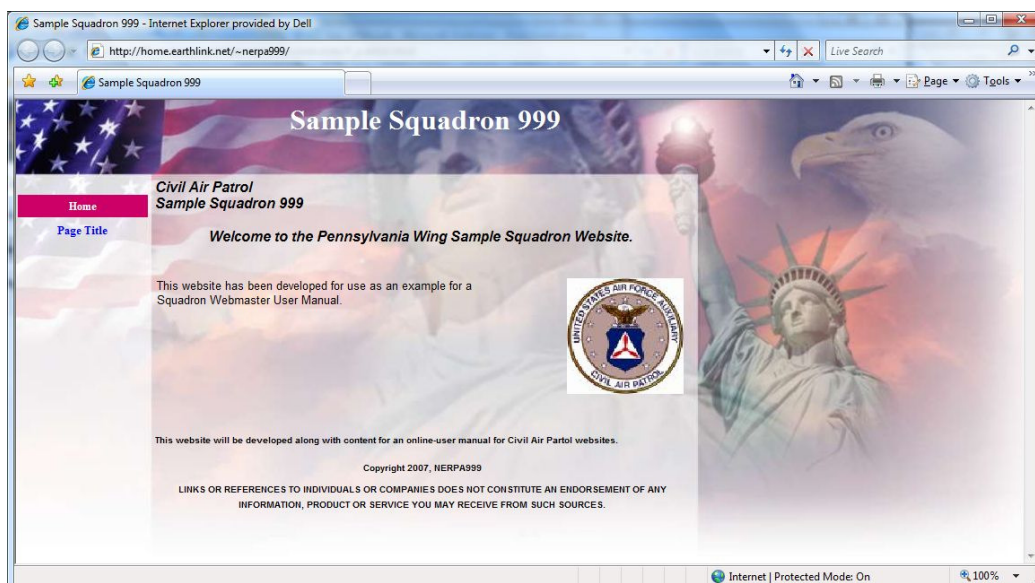 Sample Squadron 999 - Internet Explorer provided by Dell
http://home.earthlink.net/~nerpa999/
Live Search
Sample Squadron 999
Page
Tools
Sample Squadron 999
Home
Page Title
Civil Air Patrol
Sample Squadron 999
Welcome to the Pennsylvania Wing Sample Squadron Website.
This website has been developed for use as an example for a
Squadron Webmaster User Manual.
UNITED STATES AIR FORCE AUXILIARY
CIVIL AIR PATROL
This website will be developed along with content for an online-user manual for Civil Air Partol websites.
Copyright 2007, NERPA999
LINKS OR REFERENCES TO INDIVIDUALS OR COMPANIES DOES NOT CONSTITUTE AN ENDORSEMENT OF ANY
INFORMATION, PRODUCT OR SERVICE YOU MAY RECEIVE FROM SUCH SOURCES.
Internet | Protected Mode: On
100%